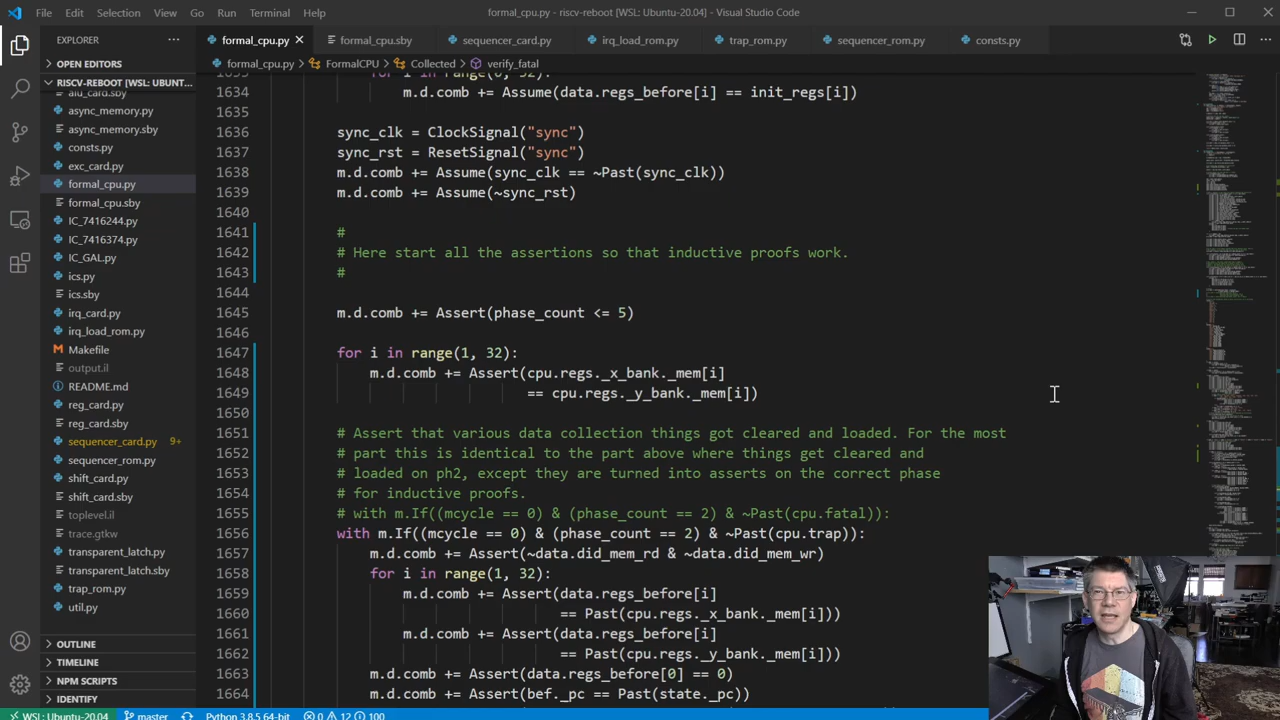 File Edit Selection View Go Run Terminal Help formal_cpu.py - riscv-reboot [WSL: Ubuntu-20.04] - Visual Studio Code
EXPLORER
OPEN EDITORS
RISCV-REBOOT [WSL: UBUNT...
alu_card.sby
async_memory.py
async_memory.sby
consts.py
exc_card.py
formal_cpu.py
formal_cpu.sby
IC_7416244.py
IC_7416374.py
IC_GAL.py
ics.py
ics.sby
irq_card.py
irq_load_rom.py
Makefile
output.il
README.md
reg_card.py
reg_card.sby
sequencer_card.py 9+
sequencer_rom.py
shift_card.py
shift_card.sby
toplevel.il
trace.gtkw
transparent_latch.py
transparent_latch.sby
trap_rom.py
util.py
OUTLINE
TIMELINE
NPM SCRIPTS
IDENTIFY
formal_cpu.py formal_cpu.sby sequencer_card.py irq_load_rom.py trap_rom.py sequencer_rom.py consts.py
formal_cpu.py > FormalCPU > Collected > verify_fatal
1633 for i in range(0, 32):
1634 m.d.comb += Assume(data.regs_before[i] == init_regs[i])
1635
1636 sync_clk = ClockSignal("sync")
1637 sync_rst = ResetSignal("sync")
1638 m.d.comb += Assume(sync_clk == ~Past(sync_clk))
1639 m.d.comb += Assume(~sync_rst)
1640
1641 #
1642 # Here start all the assertions so that inductive proofs work.
1643 #
1644
1645 m.d.comb += Assert(phase_count <= 5)
1646
1647 for i in range(1, 32):
1648 m.d.comb += Assert(cpu.regs._x_bank._mem[i]
1649 == cpu.regs._y_bank._mem[i])
1650
1651 # Assert that various data collection things got cleared and loaded. For the most
1652 # part this is identical to the part above where things get cleared and
1653 # loaded on ph2, except they are turned into asserts on the correct phase
1654 # for inductive proofs.
1655 # with m.If((mcycle == 0) & (phase_count == 2) & ~Past(cpu.fatal)):
1656 with m.If((mcycle == 0) & (phase_count == 2) & ~Past(cpu.trap)):
1657 m.d.comb += Assert(~data.did_mem_rd & ~data.did_mem_wr)
1658 for i in range(1, 32):
1659 m.d.comb += Assert(data.regs_before[i]
1660 == Past(cpu.regs._x_bank._mem[i]))
1661 m.d.comb += Assert(data.regs_before[i]
1662 == Past(cpu.regs._y_bank._mem[i]))
1663 m.d.comb += Assert(data.regs_before[0] == 0)
1664 m.d.comb += Assert(bef._pc == Past(state._pc))
WSL: Ubuntu-20.04 master Python 3.8.5 64-bit 0 12 100